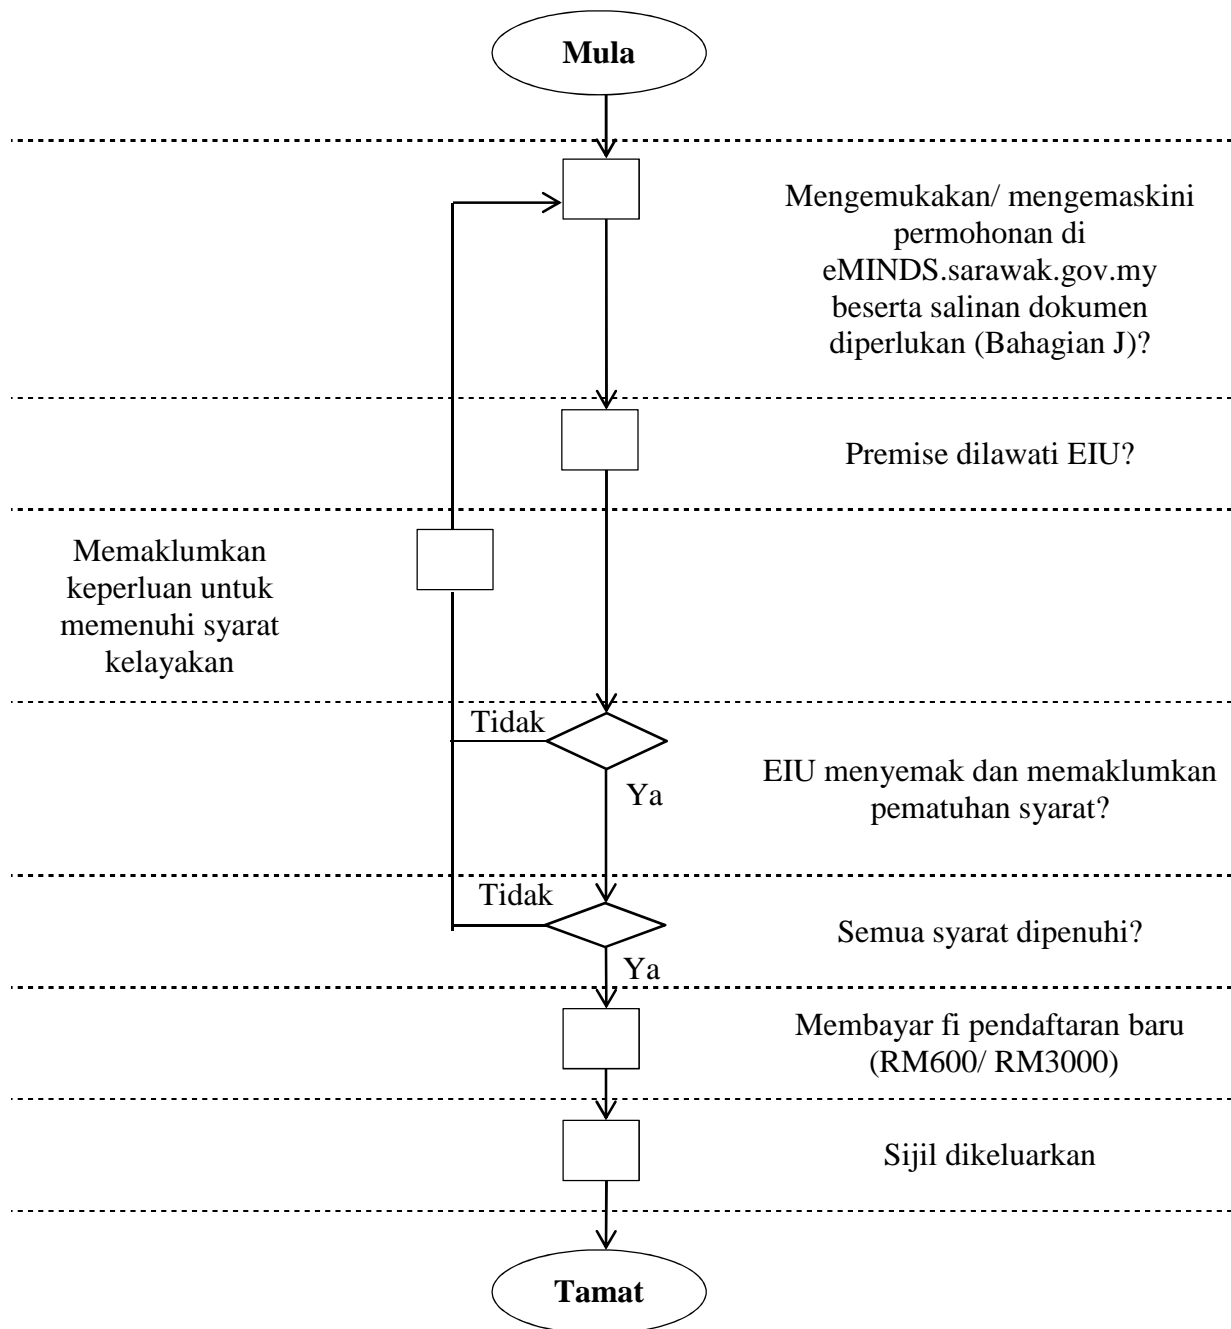 Mula
Mengemukakan/ mengemaskini
permohonan di
eMINDS.sarawak.gov.my
beserta salinan dokumen
diperlukan (Bahagian J)?
Premise dilawati EIU?
Memaklumkan
keperluan untuk
memenuhi syarat
kelayakan
Tidak
Ya
EIU menyemak dan memaklumkan
pematuhan syarat?
Tidak
Ya
Semua syarat dipenuhi?
Membayar fi pendaftaran baru
(RM600/ RM3000)
Sijil dikeluarkan
Tamat